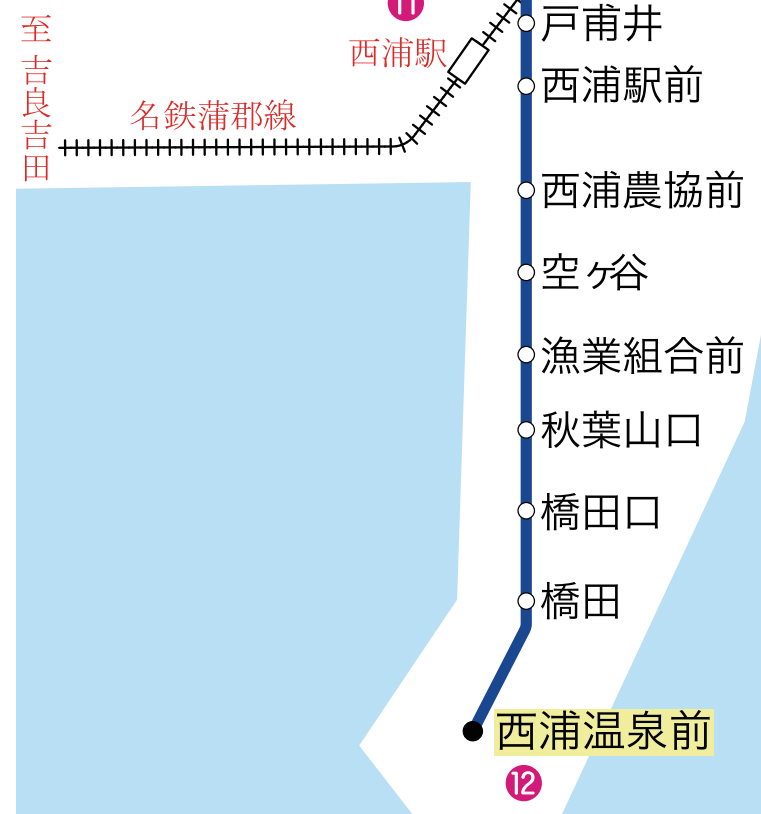 ⓫
戸甫井
西浦駅
至 吉良吉田
西浦駅前
名鉄蒲郡線
西浦農協前
空ヶ谷
漁業組合前
秋葉山口
橋田口
橋田
西浦温泉前
⓬